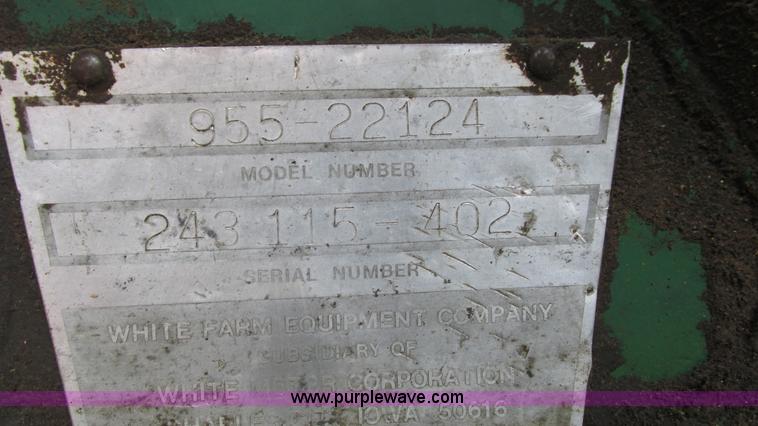 955-22124
MODEL NUMBER
243 115-402
SERIAL NUMBER
WHITE FARM EQUIPMENT COMPANY
SUBSIDIARY OF
WHITE MOTOR CORPORATION
www.purplewave.com
IOWA 50616